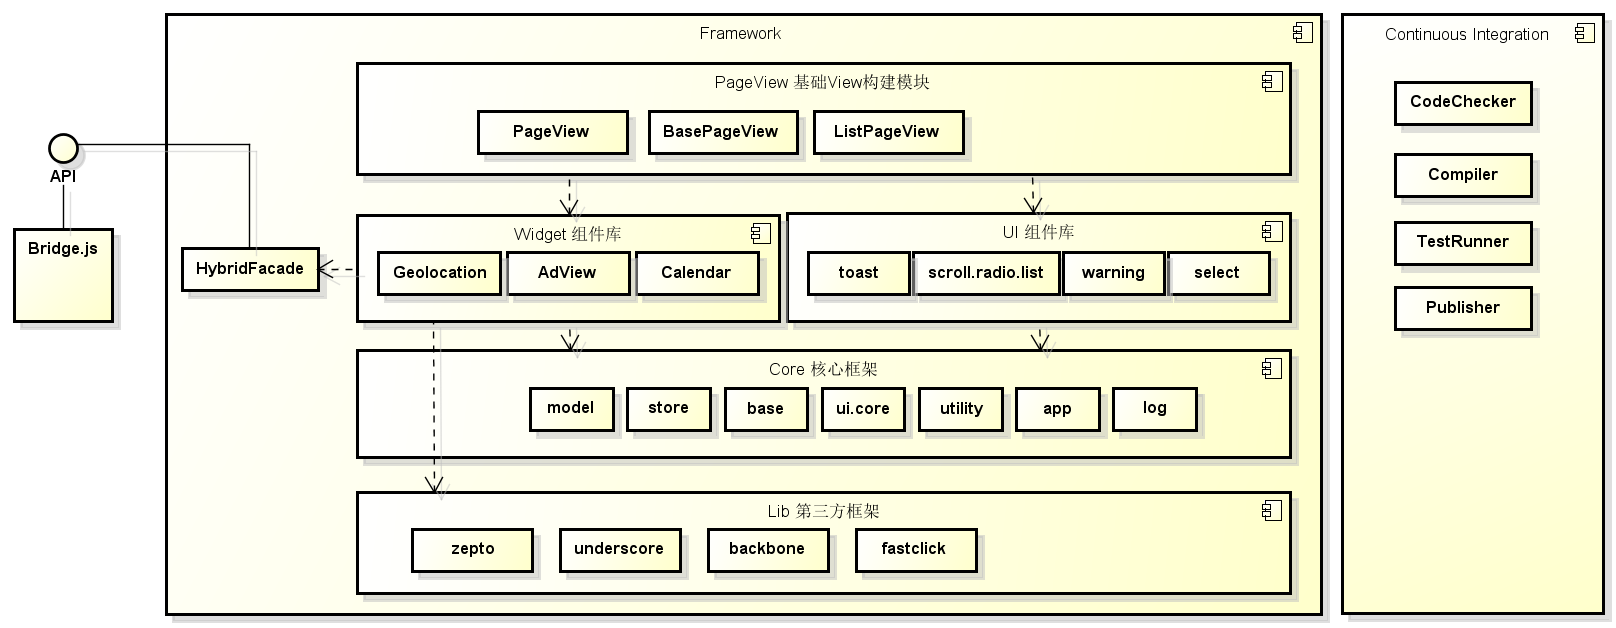 Framework
Continuous Integration
PageView 基础View构建模块
PageView
BasePageView
ListPageView
CodeChecker
Compiler
TestRunner
Publisher
API
Bridge.js
HybridFacade
Widget 组件库
Geolocation
AdView
Calendar
UI 组件库
toast
scroll.radio.list
warning
select
Core 核心框架
model
store
base
ui.core
utility
app
log
Lib 第三方框架
zepto
underscore
backbone
fastclick